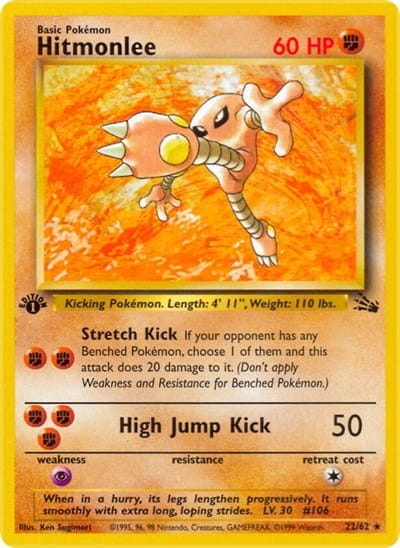 Basic Pokémon
Hitmonlee
60 HP
EDITION 1
Kicking Pokémon. Length: 4' 11", Weight: 110 lbs.
Stretch Kick If your opponent has any
Benched Pokémon, choose 1 of them and this
attack does 20 damage to it. (Don't apply
Weakness and Resistance for Benched Pokémon.)
High Jump Kick 50
weakness resistance retreat cost
When in a hurry, its legs lengthen progressively. It runs
smoothly with extra long, loping strides. LV. 30 #106
Illus. Ken Sugimori ©1995, 96, 98 Nintendo, Creatures, GAMEFREAK. ©1999 Wizards. 22/62